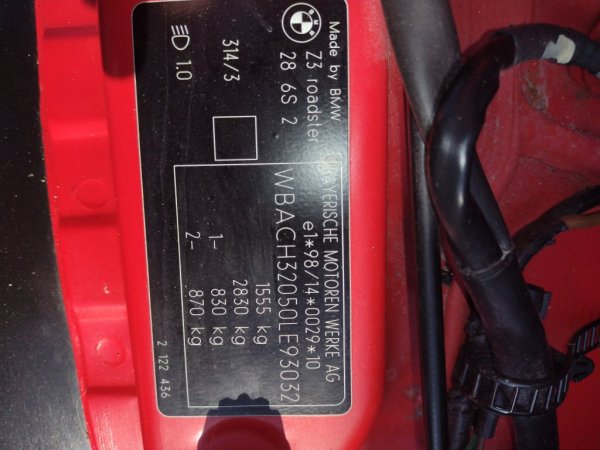 BMW
Made by BMW
Z3 roadster
28 6S 2
314/3
1.0
BAYERISCHE MOTOREN WERKE AG
e1*98/14*0029*10
WBACH32050LE93032
1555 kg
2830 kg
1- 830 kg
2- 870 kg
2 122 436